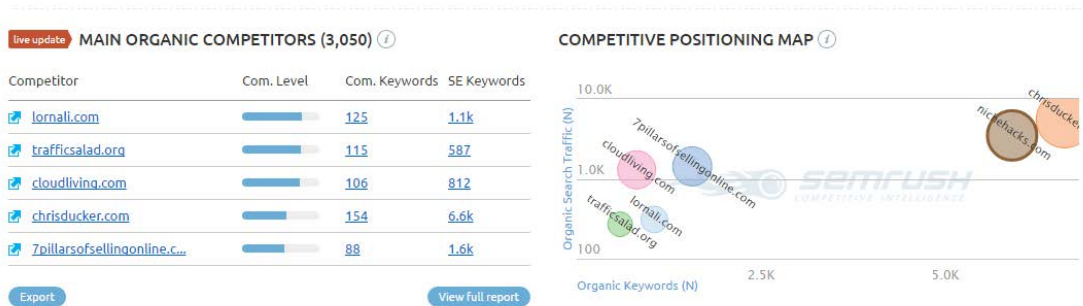 live update MAIN ORGANIC COMPETITORS (3,050) i
Competitor Com. Level Com. Keywords SE Keywords
lornali.com 125 1.1k
trafficsalad.org 115 587
cloudliving.com 106 812
chrisducker.com 154 6.6k
7pillarsofsellingonline.c... 88 1.6k
Export View full report
COMPETITIVE POSITIONING MAP i
Organic Search Traffic (N)
10.0K
1.0K
100
chrisducker.
nichehacks.com
7pillarsofsellingonline.com
cloudliving.com
lornali.com
trafficsalad.org
SEMRUSH
COMPETITIVE INTELLIGENCE
2.5K 5.0K
Organic Keywords (N)